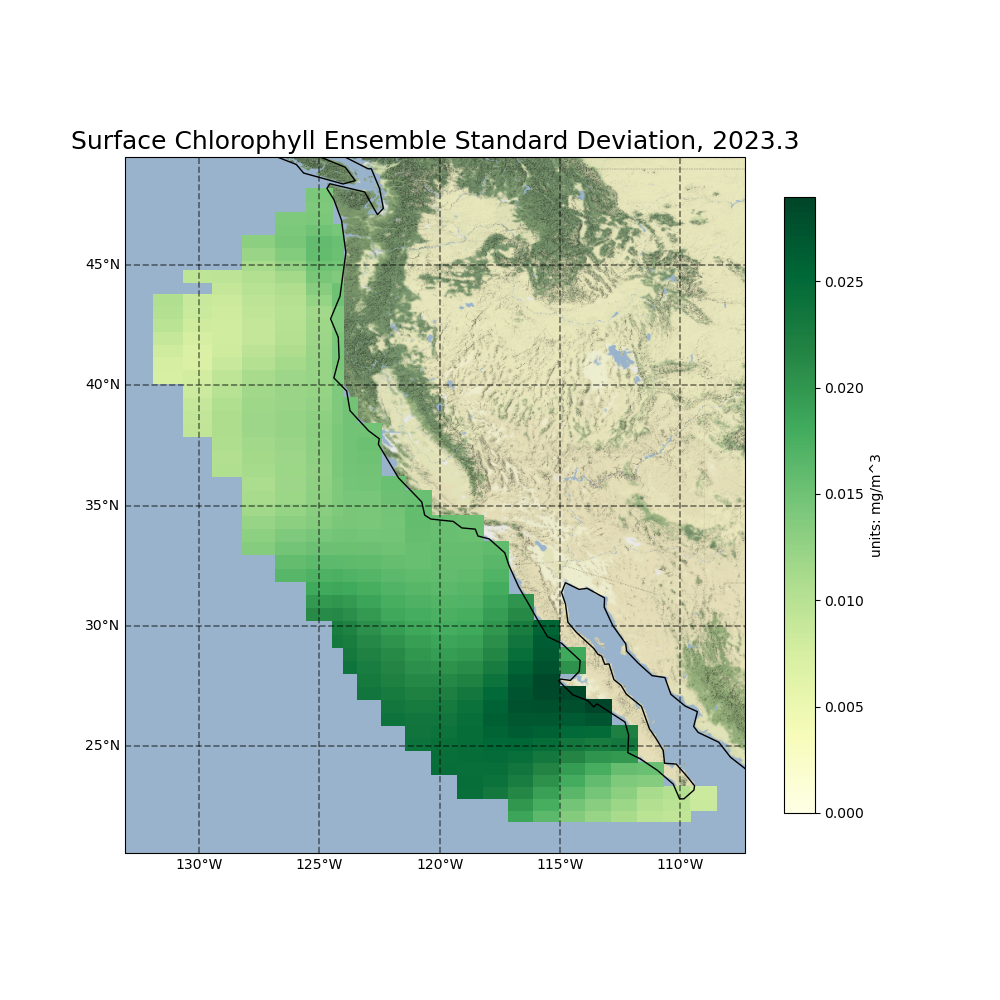 Surface Chlorophyll Ensemble Standard Deviation, 2023.3
45°N
40°N
35°N
30°N
25°N
130°W 125°W 120°W 115°W 110°W
0.025
0.020
0.015
0.010
0.005
0.000
units: mg/m^3